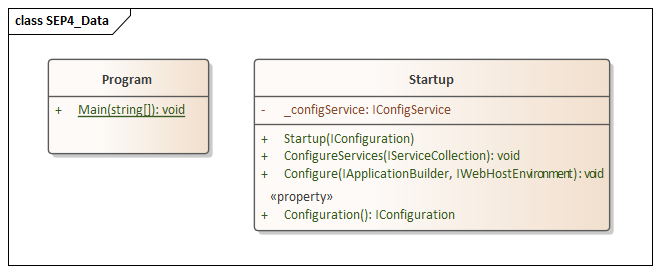 class SEP4_Data
Program
+ Main(string[]): void
Startup
- _configService: IConfigService
+ Startup(IConfiguration)
+ ConfigureServices(IServiceCollection): void
+ Configure(IApplicationBuilder, IWebHostEnvironment): void
«property»
+ Configuration(): IConfiguration